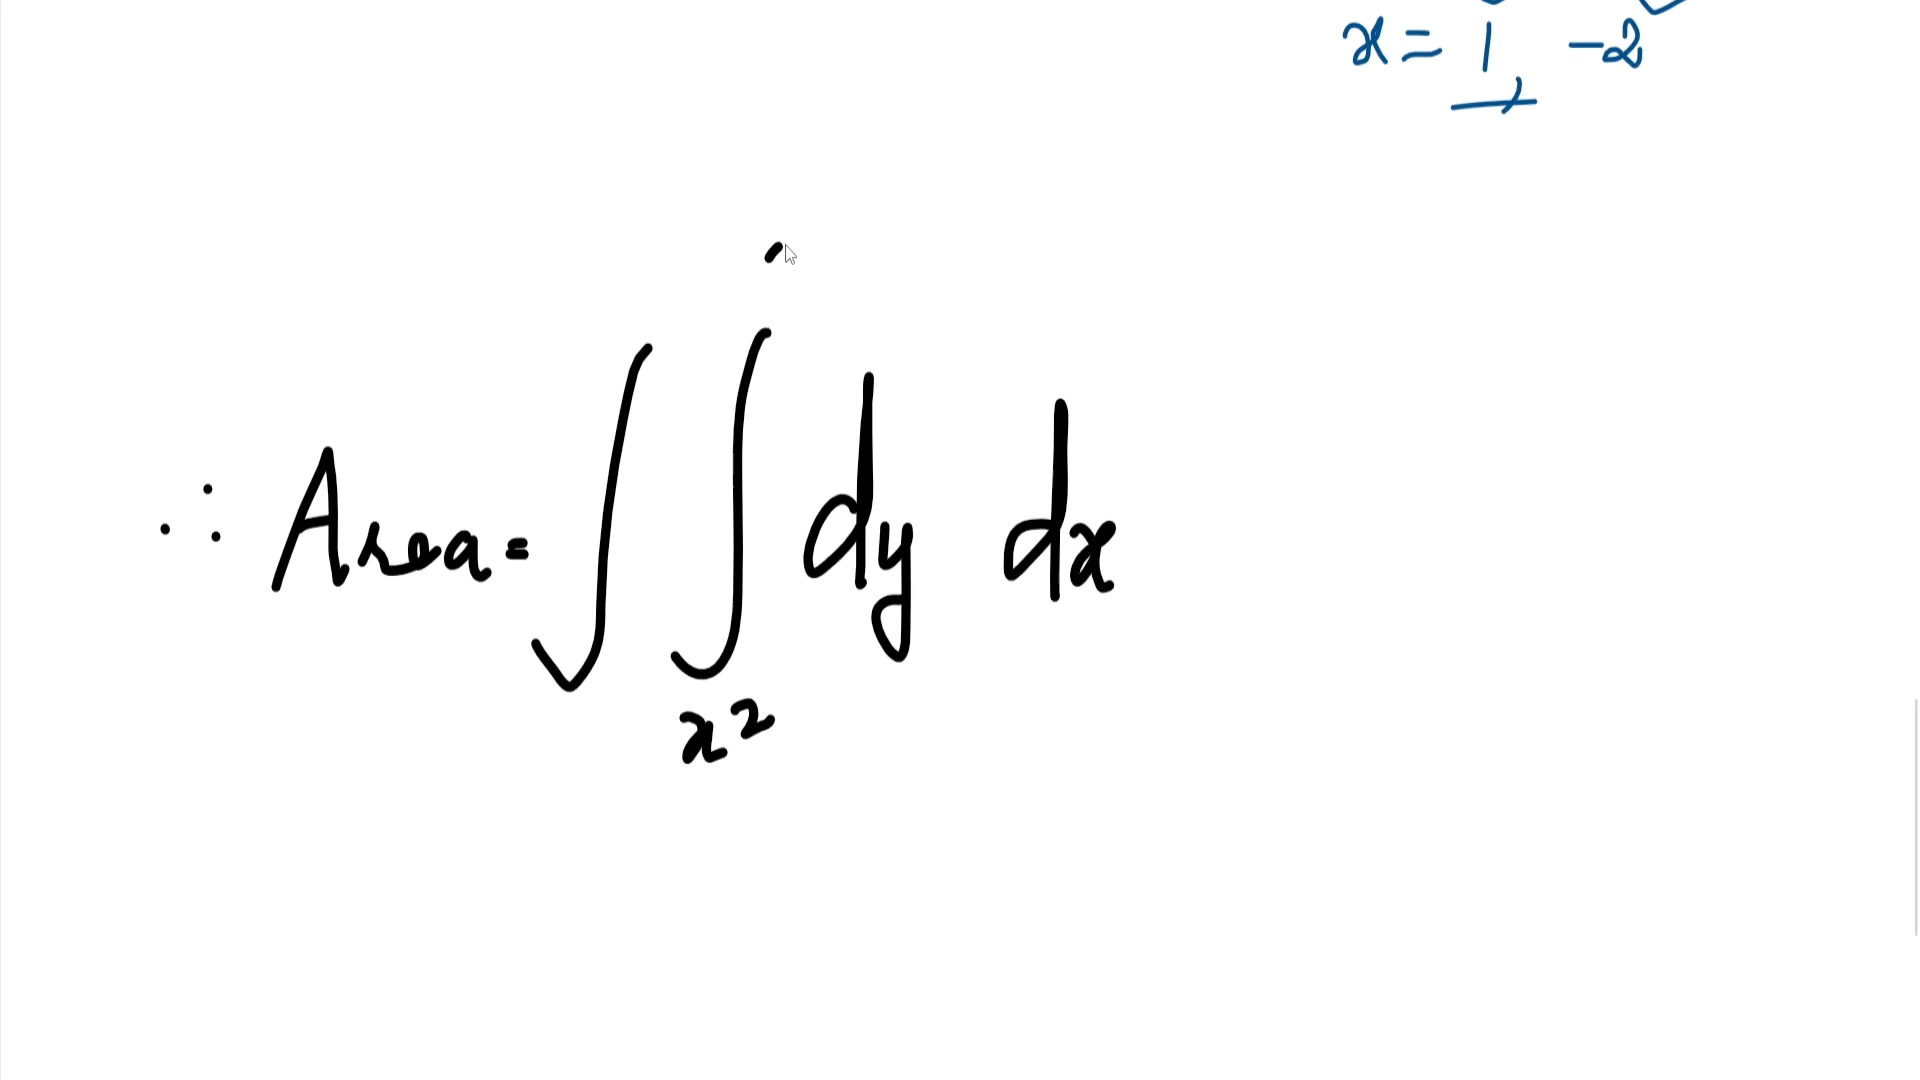 x = 1, -2
∴ Area = ∫ ∫ dy dx
x²